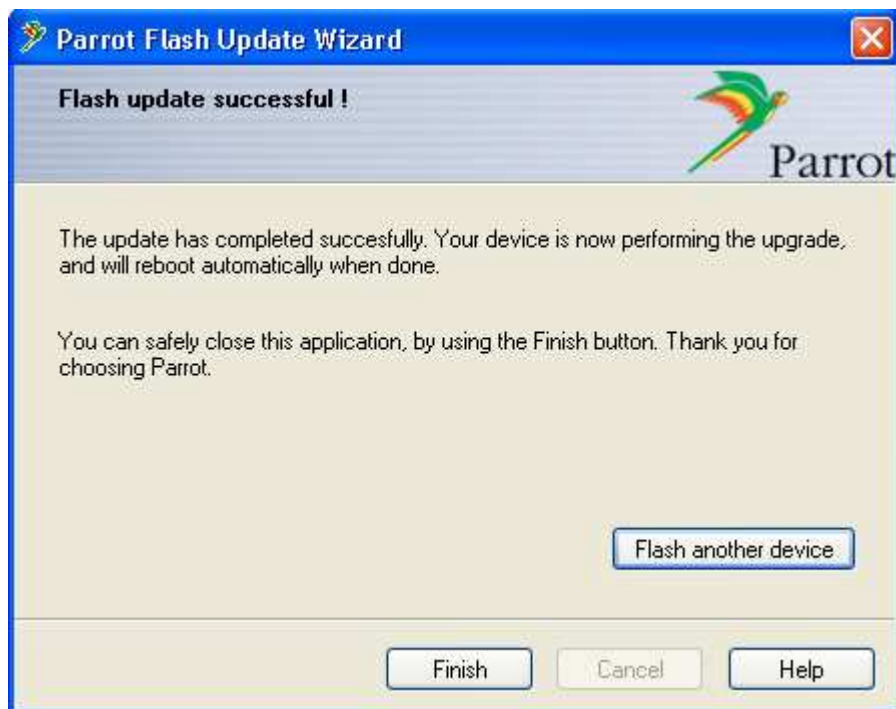 Parrot Flash Update Wizard
Flash update successful !
Parrot
The update has completed succesfully. Your device is now performing the upgrade,
and will reboot automatically when done.
You can safely close this application, by using the Finish button. Thank you for
choosing Parrot.
Flash another device
Finish
Cancel
Help